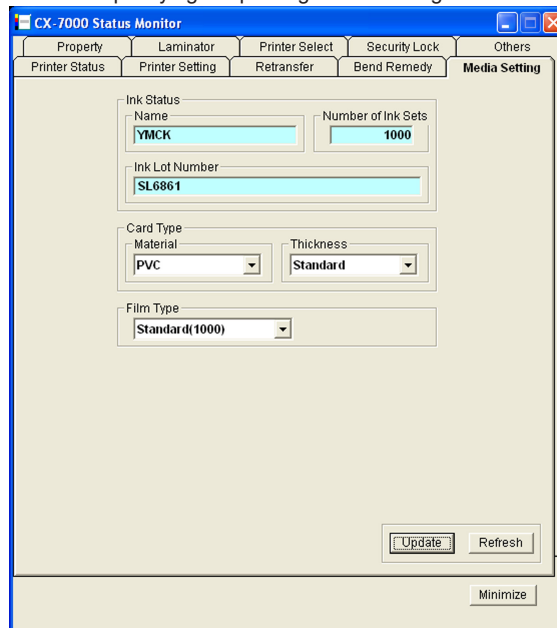 CX-7000 Status Monitor
Property Laminator Printer Select Security Lock Others
Printer Status Printer Setting Retransfer Bend Remedy Media Setting
Ink Status
Name Number of Ink Sets
YMCK 1000
Ink Lot Number
SL6861
Card Type
Material Thickness
PVC Standard
Film Type
Standard(1000)
Update Refresh
Minimize